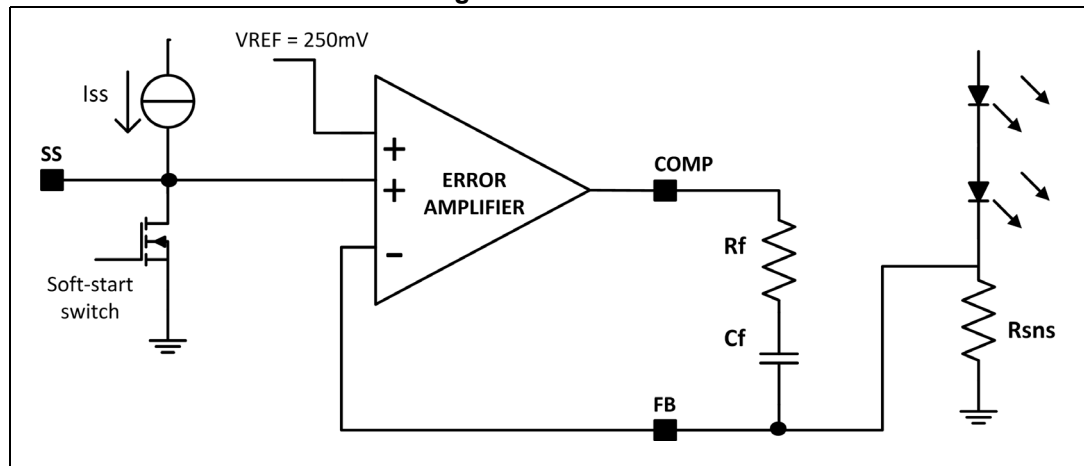 VREF = 250mV
Iss
SS
+
+
-
ERROR
AMPLIFIER
COMP
Rf
Cf
Soft-start
switch
Rsns
FB